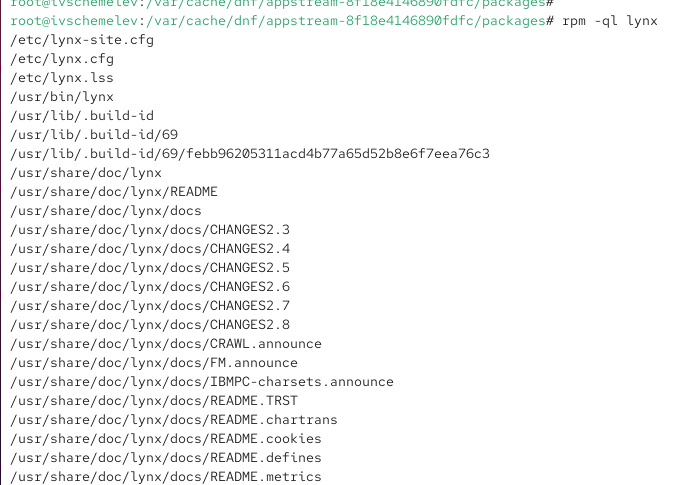 root@ivschemelev:/var/cache/dnf/appstream-8f18e4146890fdfc/packages#
root@ivschemelev:/var/cache/dnf/appstream-8f18e4146890fdfc/packages# rpm -ql lynx
/etc/lynx-site.cfg
/etc/lynx.cfg
/etc/lynx.lss
/usr/bin/lynx
/usr/lib/.build-id
/usr/lib/.build-id/69
/usr/lib/.build-id/69/febb96205311acd4b77a65d52b8e6f7eea76c3
/usr/share/doc/lynx
/usr/share/doc/lynx/README
/usr/share/doc/lynx/docs
/usr/share/doc/lynx/docs/CHANGES2.3
/usr/share/doc/lynx/docs/CHANGES2.4
/usr/share/doc/lynx/docs/CHANGES2.5
/usr/share/doc/lynx/docs/CHANGES2.6
/usr/share/doc/lynx/docs/CHANGES2.7
/usr/share/doc/lynx/docs/CHANGES2.8
/usr/share/doc/lynx/docs/CRAWL.announce
/usr/share/doc/lynx/docs/FM.announce
/usr/share/doc/lynx/docs/IBMPC-charsets.announce
/usr/share/doc/lynx/docs/README.TRST
/usr/share/doc/lynx/docs/README.chartrans
/usr/share/doc/lynx/docs/README.cookies
/usr/share/doc/lynx/docs/README.defines
/usr/share/doc/lynx/docs/README.metrics